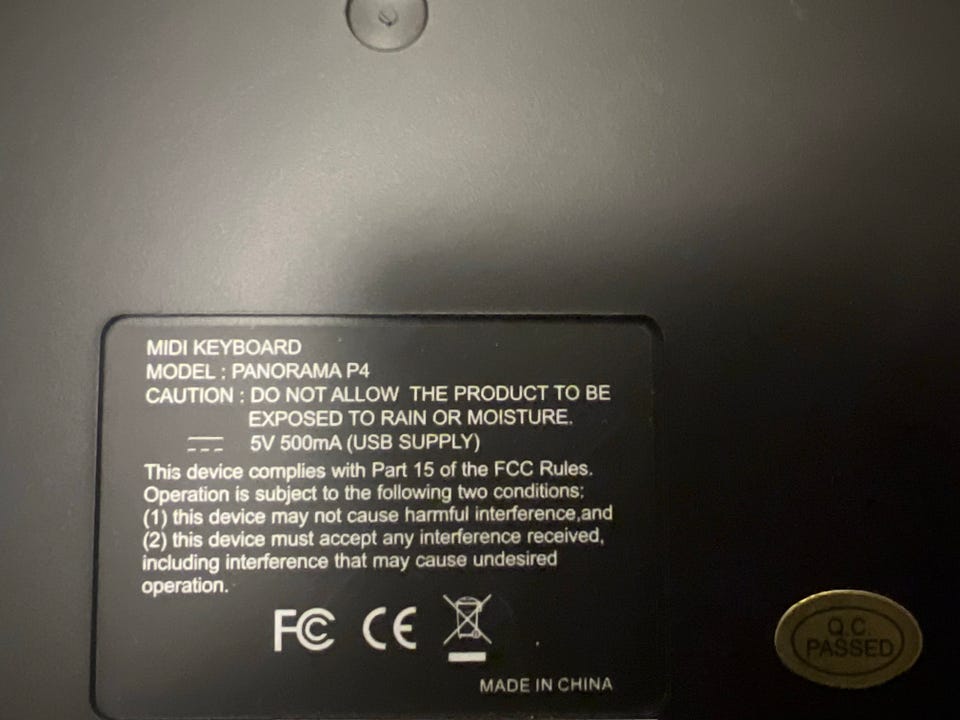 MIDI KEYBOARD
MODEL : PANORAMA P4
CAUTION : DO NOT ALLOW THE PRODUCT TO BE
EXPOSED TO RAIN OR MOISTURE.
5V 500mA (USB SUPPLY)
This device complies with Part 15 of the FCC Rules.
Operation is subject to the following two conditions:
(1) this device may not cause harmful interference,and
(2) this device must accept any interference received,
including interference that may cause undesired
operation.
FC CE
MADE IN CHINA
Q.C.
PASSED